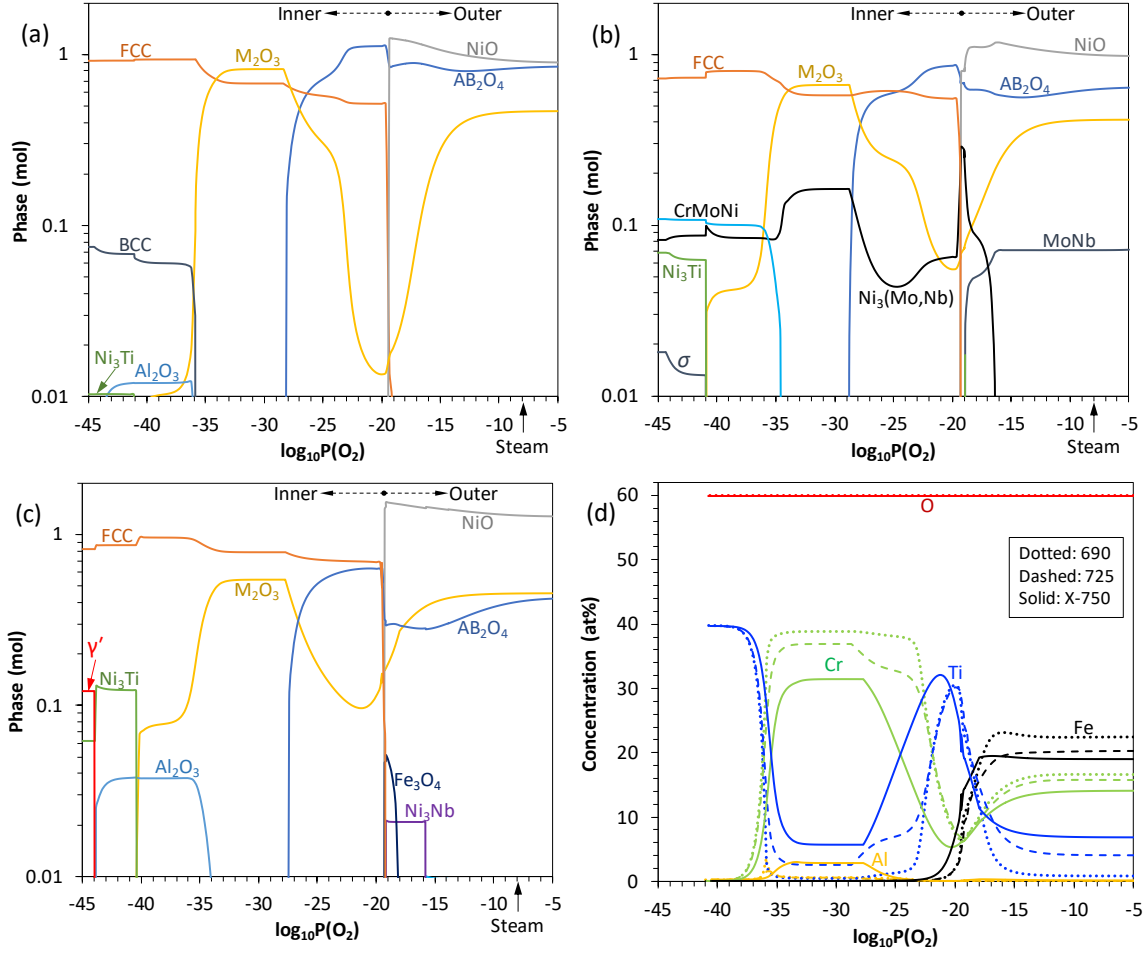 (a)
Inner
Outer
FCC
M₂O₃
NiO
AB₂O₄
BCC
Ni₃Ti
Al₂O₃
Phase (mol)
1
0.1
0.01
-45 -40 -35 -30 -25 -20 -15 -10 -5
log₁₀P(O₂)
Steam
(b)
Inner
Outer
FCC
M₂O₃
NiO
AB₂O₄
CrMoNi
Ni₃Ti
Ni₃(Mo,Nb)
MoNb
σ
Phase (mol)
1
0.1
0.01
-45 -40 -35 -30 -25 -20 -15 -10 -5
log₁₀P(O₂)
Steam
(c)
Inner
Outer
FCC
NiO
M₂O₃
AB₂O₄
γ′
Ni₃Ti
Al₂O₃
Fe₃O₄
Ni₃Nb
Phase (mol)
1
0.1
0.01
-45 -40 -35 -30 -25 -20 -15 -10 -5
log₁₀P(O₂)
Steam
(d)
O
Dotted: 690
Dashed: 725
Solid: X-750
Cr
Ti
Fe
Al
Concentration (at%)
60
50
40
30
20
10
0
-45 -40 -35 -30 -25 -20 -15 -10 -5
log₁₀P(O₂)